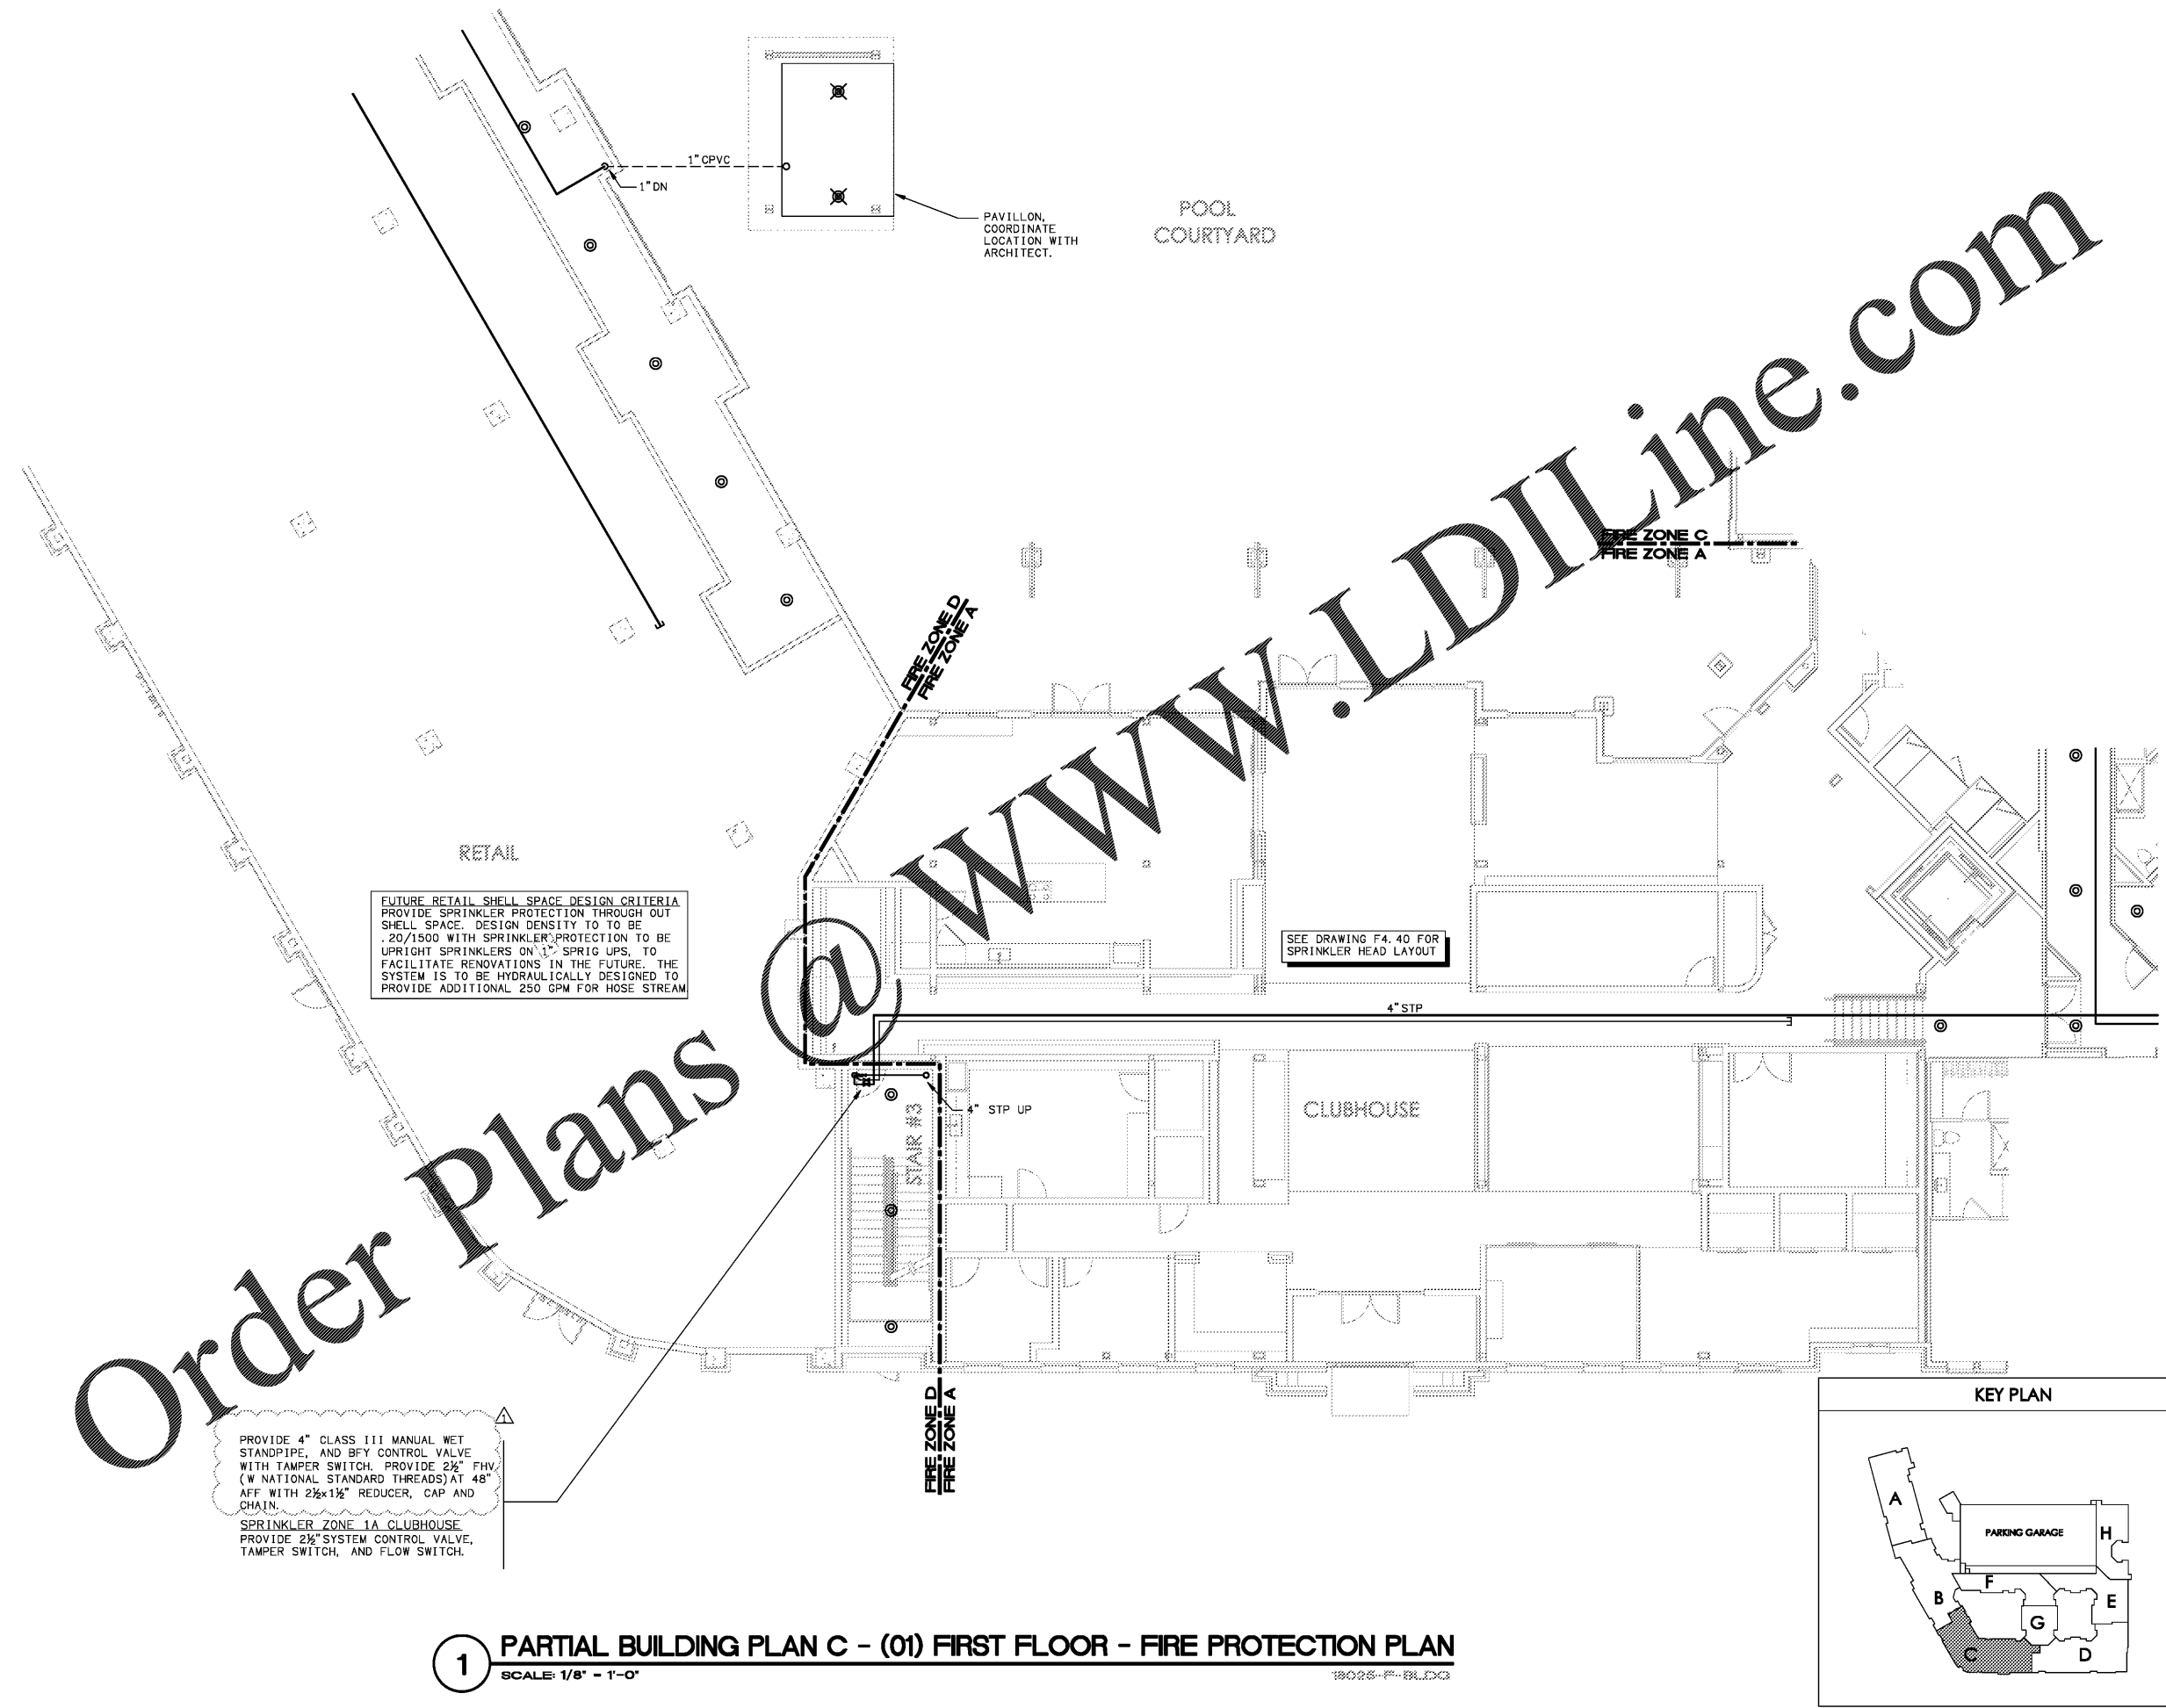 1" CPVC
1" DN
PAVILLON,
COORDINATE
LOCATION WITH
ARCHITECT.
POOL
COURTYARD
FIRE ZONE C
FIRE ZONE A
FIRE ZONE D
FIRE ZONE A
RETAIL
FUTURE RETAIL SHELL SPACE DESIGN CRITERIA
PROVIDE SPRINKLER PROTECTION THROUGH OUT
SHELL SPACE. DESIGN DENSITY TO TO BE
.20/1500 WITH SPRINKLER PROTECTION TO BE
UPRIGHT SPRINKLERS ON 1" SPRIG UPS, TO
FACILITATE RENOVATIONS IN THE FUTURE. THE
SYSTEM IS TO BE HYDRAULICALLY DESIGNED TO
PROVIDE ADDITIONAL 250 GPM FOR HOSE STREAM
SEE DRAWING F4.40 FOR
SPRINKLER HEAD LAYOUT
4" STP
4" STP UP
STAIR #3
CLUBHOUSE
Order Plans @ WWW.LDILine.com
FIRE ZONE D
FIRE ZONE A
1
PROVIDE 4" CLASS III MANUAL WET
STANDPIPE, AND BFY CONTROL VALVE
WITH TAMPER SWITCH. PROVIDE 2½" FHV
(W NATIONAL STANDARD THREADS) AT 48"
AFF WITH 2½x1½" REDUCER, CAP AND
CHAIN.
SPRINKLER ZONE 1A CLUBHOUSE
PROVIDE 2½" SYSTEM CONTROL VALVE,
TAMPER SWITCH, AND FLOW SWITCH.
KEY PLAN
A
PARKING GARAGE
H
F
B
E
G
C
D
1
PARTIAL BUILDING PLAN C - (01) FIRST FLOOR - FIRE PROTECTION PLAN
SCALE: 1/8" = 1'-0"
18025-F-BLDG